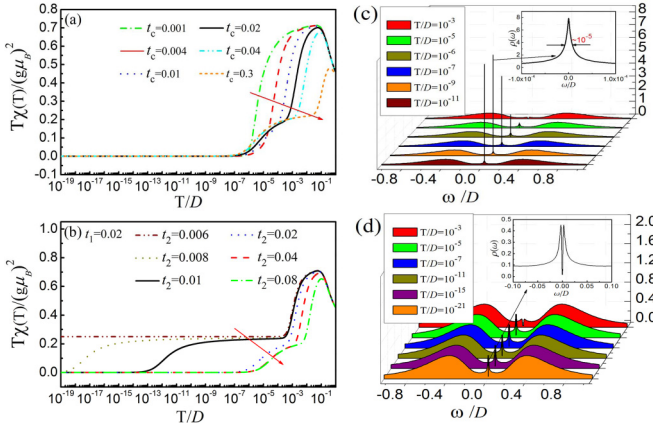 (a)
t_c=0.001
t_c=0.02
t_c=0.004
t_c=0.04
t_c=0.01
t_c=0.3
Tχ(T)/(gμ_B)^2
0.7
0.6
0.5
0.4
0.3
0.2
0.1
0.0
-0.1
10^-19 10^-17 10^-15 10^-13 10^-11 10^-9 10^-7 10^-5 10^-3 10^-1
T/D
(b)
t_1=0.02
t_2=0.006
t_2=0.02
t_2=0.008
t_2=0.04
t_2=0.01
t_2=0.08
Tχ(T)/(gμ_B)^2
1.0
0.8
0.6
0.4
0.2
0.0
10^-19 10^-17 10^-15 10^-13 10^-11 10^-9 10^-7 10^-5 10^-3 10^-1
T/D
(c)
T/D=10^-3
T/D=10^-5
T/D=10^-6
T/D=10^-7
T/D=10^-9
T/D=10^-11
ρ(ω)
8
6
4
2
0
~10^-5
-1.0x10^-4 0.0 1.0x10^-4
ω/D
8
7
6
5
4
3
2
1
0
-0.8 -0.4 0.0 0.4 0.8
ω /D
(d)
T/D=10^-3
T/D=10^-5
T/D=10^-7
T/D=10^-11
T/D=10^-15
T/D=10^-21
ρ(ω)
0.5
0.4
0.3
0.2
0.1
0.0
-0.10 -0.05 0.00 0.05 0.10
ω/D
2.0
1.6
1.2
0.8
0.4
0.0
-0.8 -0.4 0.0 0.4 0.8
ω /D